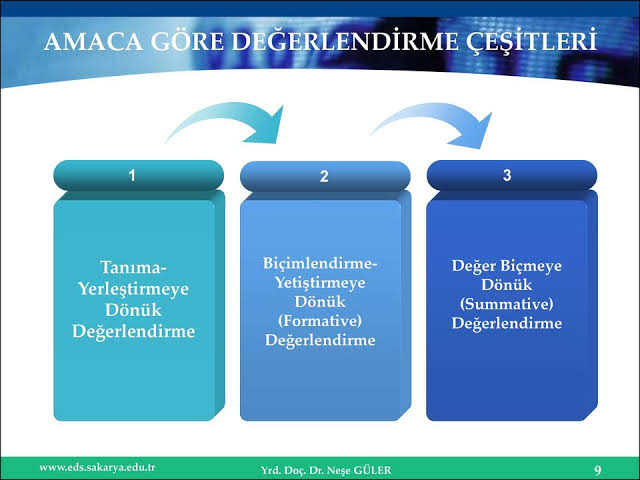 AMACA GÖRE DEĞERLENDİRME ÇEŞİTLERİ
1
Tanıma-
Yerleştirmeye
Dönük
Değerlendirme
2
Biçimlendirme-
Yetiştirmeye
Dönük
(Formative)
Değerlendirme
3
Değer Biçmeye
Dönük
(Summative)
Değerlendirme
www.eds.sakarya.edu.tr
Yrd. Doç. Dr. Neşe GÜLER
9